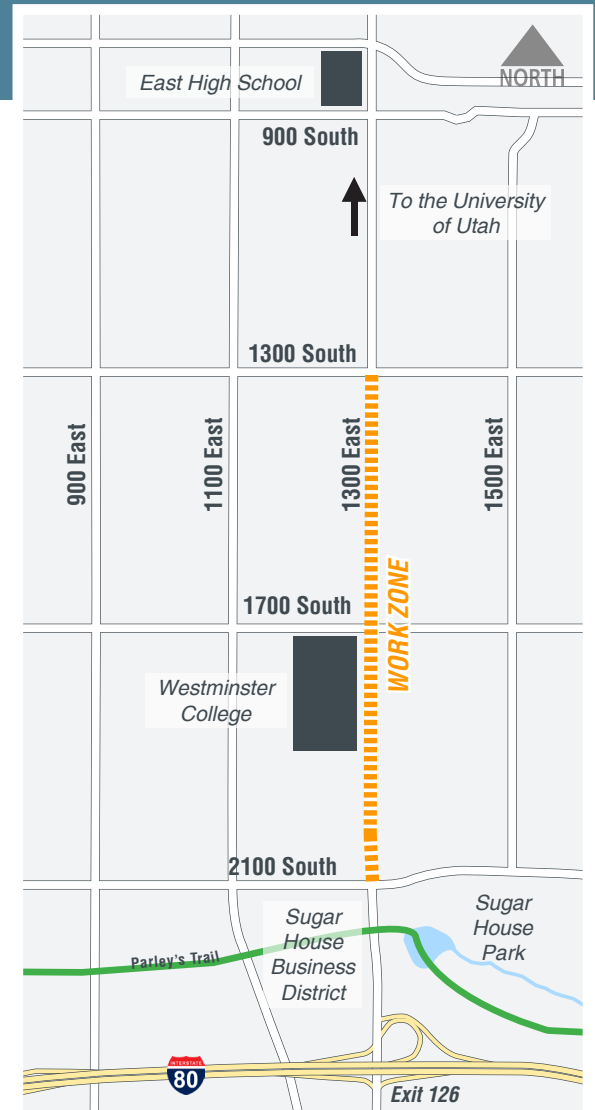 NORTH
East High School
900 South
To the University
of Utah
1300 South
900 East
1100 East
1300 East
1500 East
WORK ZONE
1700 South
Westminster
College
2100 South
Sugar
House
Park
Sugar
House
Business
District
Parley's Trail
INTERSTATE
80
Exit 126